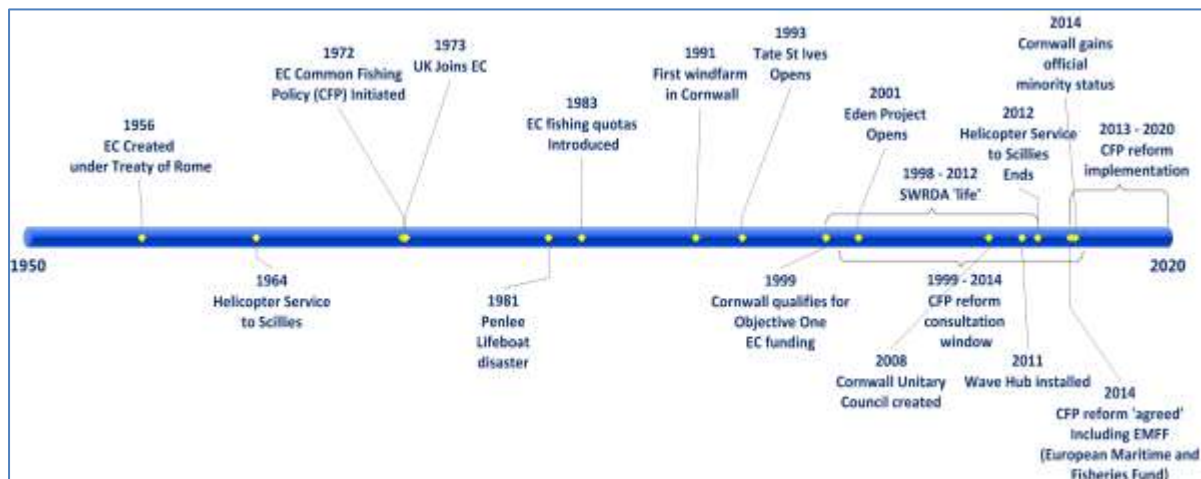 1956
EC Created
under Treaty of Rome
1972
EC Common Fishing
Policy (CFP) Initiated
1973
UK Joins EC
1983
EC fishing quotas
Introduced
1991
First windfarm
in Cornwall
1993
Tate St Ives
Opens
2001
Eden Project
Opens
1998 - 2012
SWRDA 'life'
2012
Helicopter Service
to Scillies
Ends
2014
Cornwall gains
official
minority status
2013 - 2020
CFP reform
implementation
1950
2020
1964
Helicopter Service
to Scillies
1981
Penlee
Lifeboat
disaster
1999
Cornwall qualifies for
Objective One
EC funding
2008
Cornwall Unitary
Council created
1999 - 2014
CFP reform
consultation
window
2011
Wave Hub installed
2014
CFP reform 'agreed'
Including EMFF
(European Maritime and
Fisheries Fund)